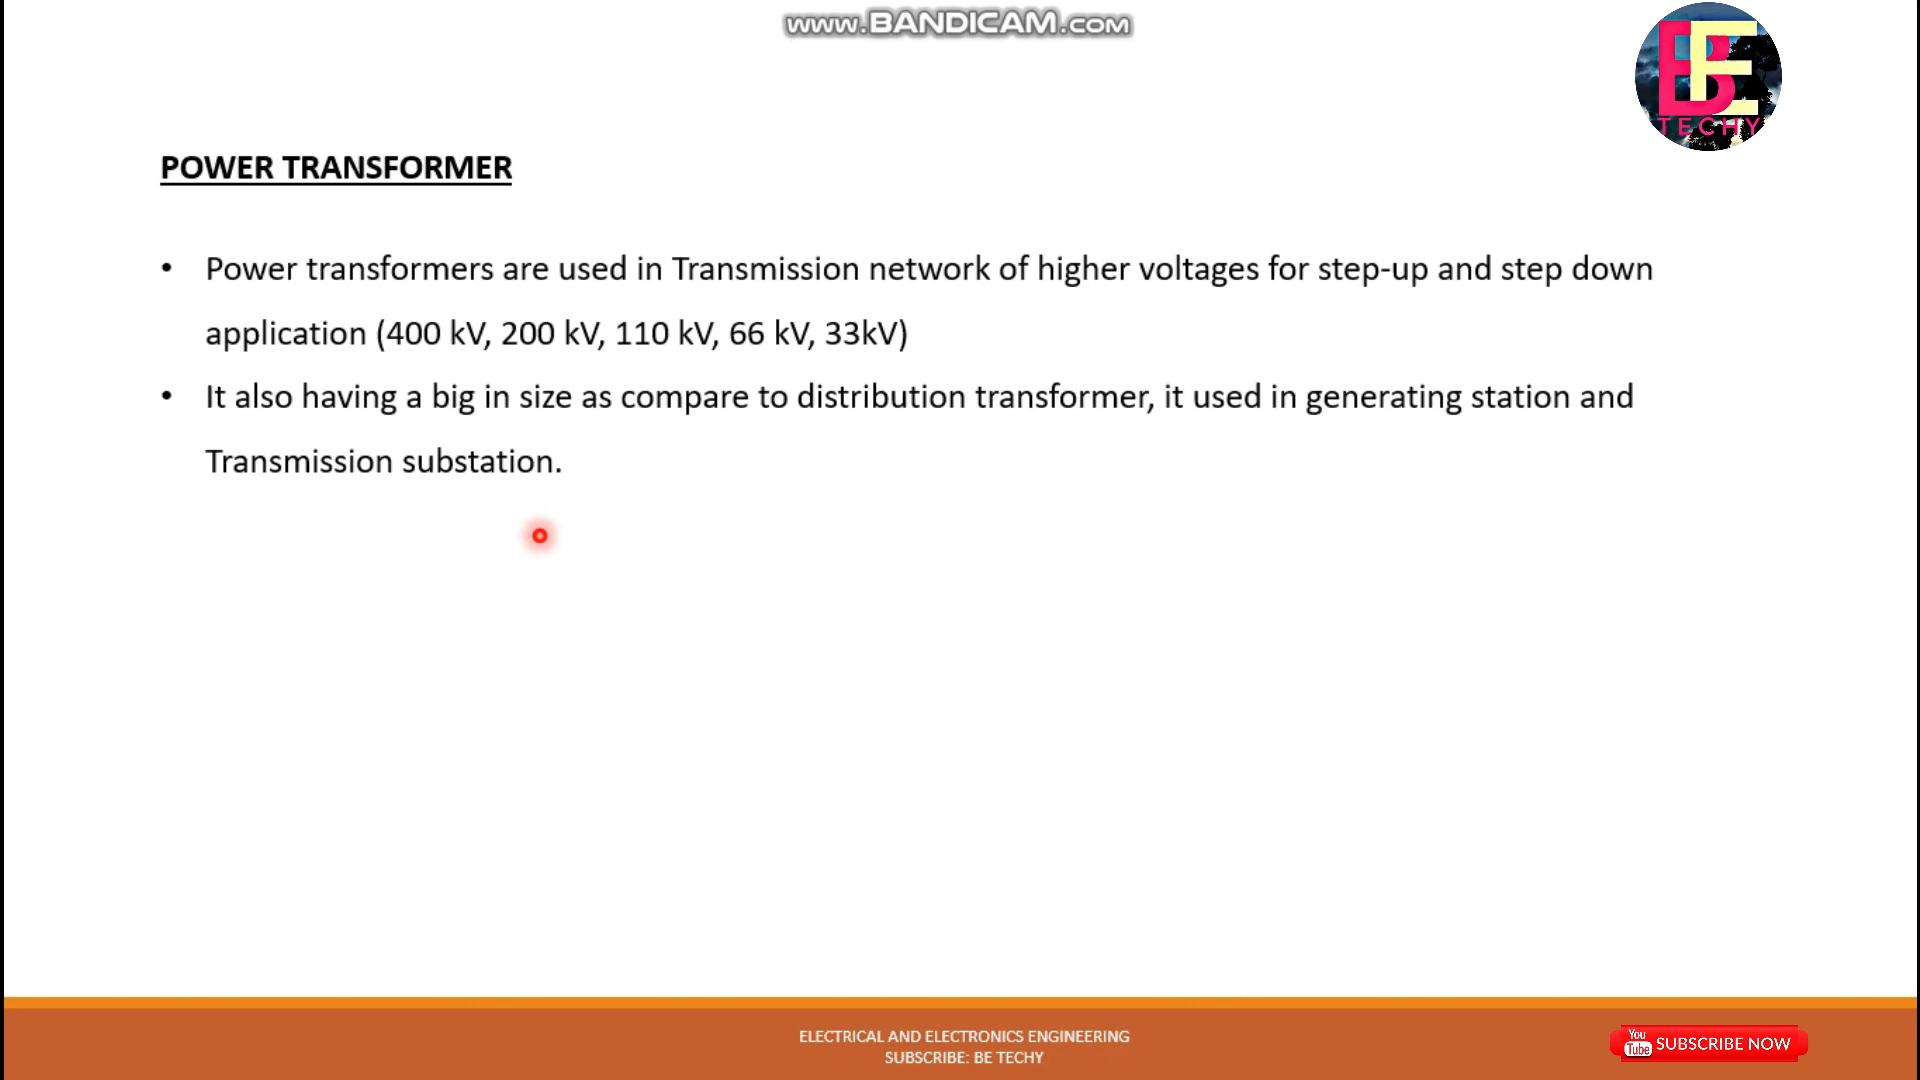 www.BANDICAM.com
BE
TECHY
POWER TRANSFORMER
• Power transformers are used in Transmission network of higher voltages for step-up and step down
application (400 kV, 200 kV, 110 kV, 66 kV, 33kV)
• It also having a big in size as compare to distribution transformer, it used in generating station and
Transmission substation.
ELECTRICAL AND ELECTRONICS ENGINEERING
SUBSCRIBE: BE TECHY
You Tube SUBSCRIBE NOW